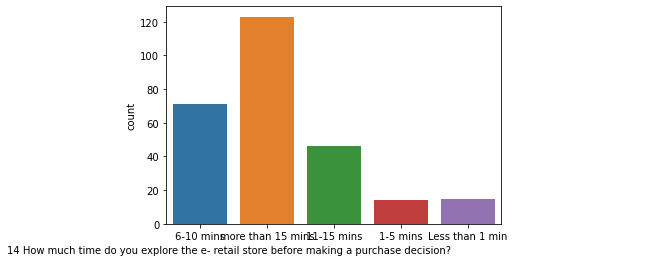 120
100
80
60
40
20
0
count
6-10 mins more than 15 mins 11-15 mins 1-5 mins Less than 1 min
14 How much time do you explore the e- retail store before making a purchase decision?